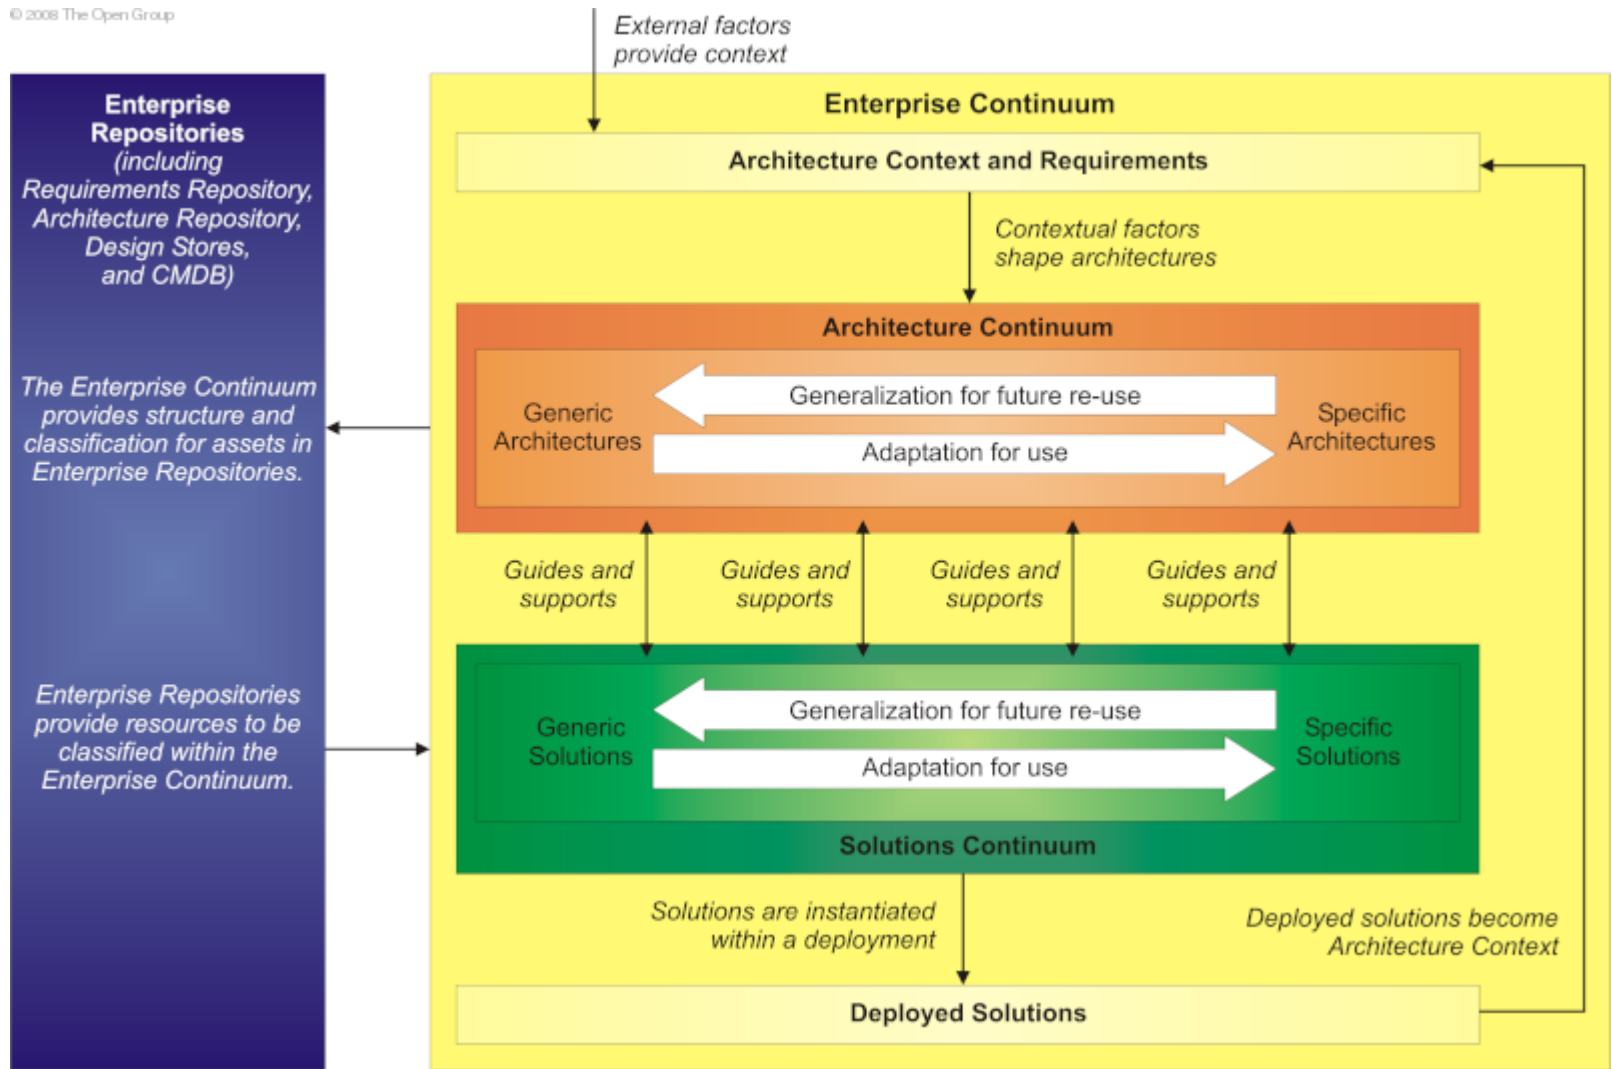 © 2008 The Open Group
External factors
provide context
Enterprise
Repositories
(including
Requirements Repository,
Architecture Repository,
Design Stores,
and CMDB)
The Enterprise Continuum
provides structure and
classification for assets in
Enterprise Repositories.
Enterprise Repositories
provide resources to be
classified within the
Enterprise Continuum.
Enterprise Continuum
Architecture Context and Requirements
Contextual factors
shape architectures
Architecture Continuum
Generic
Architectures
Generalization for future re-use
Adaptation for use
Specific
Architectures
Guides and
supports
Guides and
supports
Guides and
supports
Guides and
supports
Generic
Solutions
Generalization for future re-use
Adaptation for use
Specific
Solutions
Solutions Continuum
Solutions are instantiated
within a deployment
Deployed solutions become
Architecture Context
Deployed Solutions